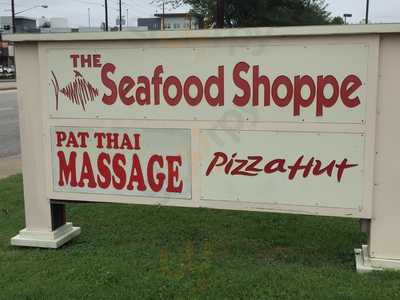 THE
Seafood Shoppe
PAT THAI
MASSAGE
Pizza Hut